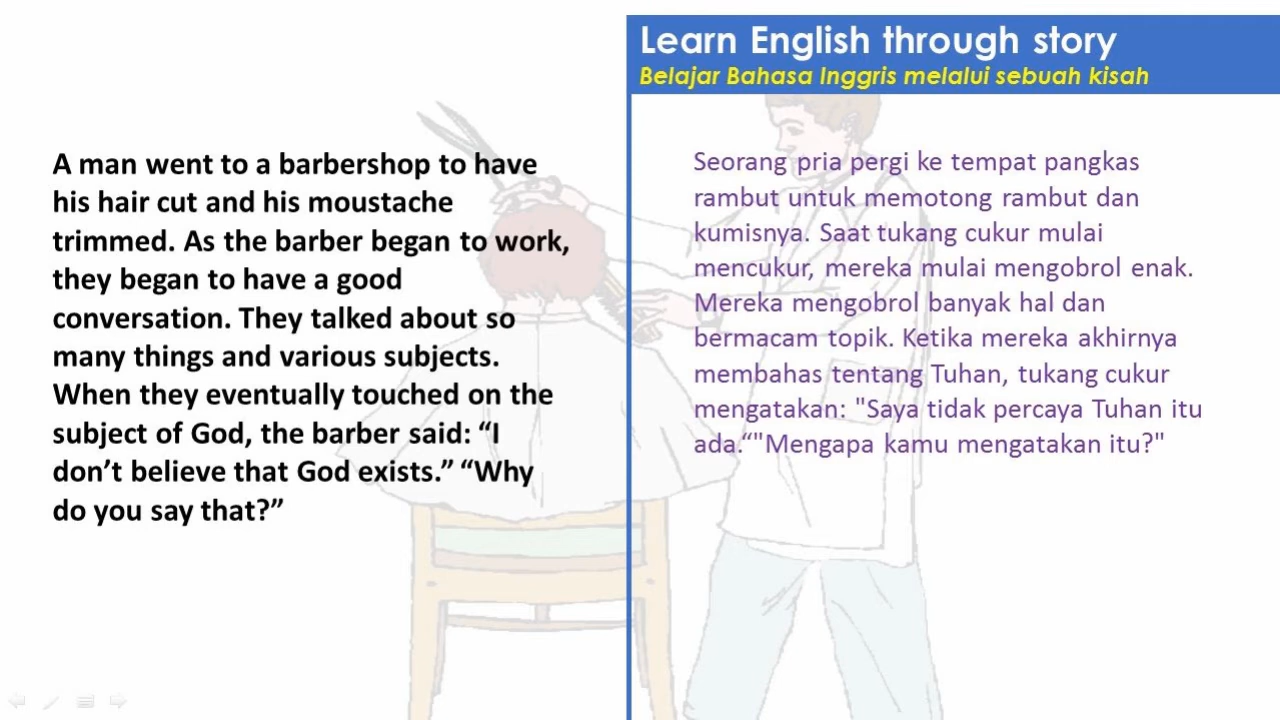 Learn English through story
Belajar Bahasa Inggris melalui sebuah kisah
A man went to a barbershop to have
his hair cut and his moustache
trimmed. As the barber began to work,
they began to have a good
conversation. They talked about so
many things and various subjects.
When they eventually touched on the
subject of God, the barber said: “I
don’t believe that God exists.” “Why
do you say that?”
Seorang pria pergi ke tempat pangkas
rambut untuk memotong rambut dan
kumisnya. Saat tukang cukur mulai
mencukur, mereka mulai mengobrol enak.
Mereka mengobrol banyak hal dan
bermacam topik. Ketika mereka akhirnya
membahas tentang Tuhan, tukang cukur
mengatakan: "Saya tidak percaya Tuhan itu
ada.“"Mengapa kamu mengatakan itu?"